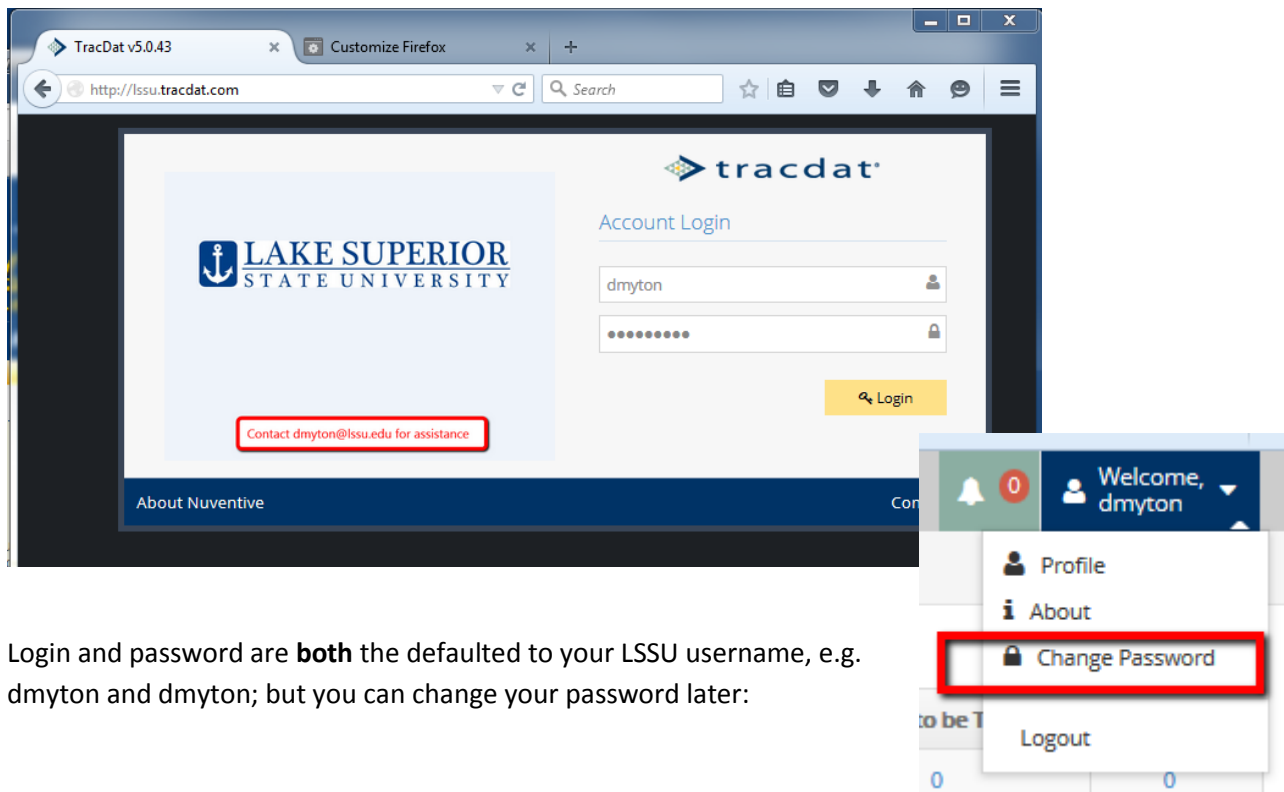 TracDat v5.0.43
Customize Firefox
http://lssu.tracdat.com
Search
tracdat
Account Login
LAKE SUPERIOR
STATE UNIVERSITY
dmyton
Login
Contact dmyton@lssu.edu for assistance
About Nuventive
0
Welcome,
dmyton
Profile
About
Change Password
Logout
0 0
Login and password are both the defaulted to your LSSU username, e.g.
dmyton and dmyton; but you can change your password later: